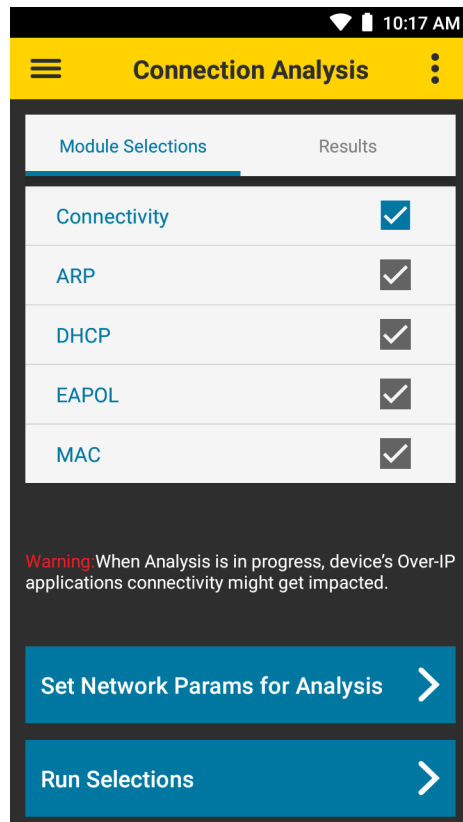 10:17 AM
Connection Analysis
Module Selections Results
Connectivity
ARP
DHCP
EAPOL
MAC
Warning:When Analysis is in progress, device's Over-IP
applications connectivity might get impacted.
Set Network Params for Analysis
Run Selections